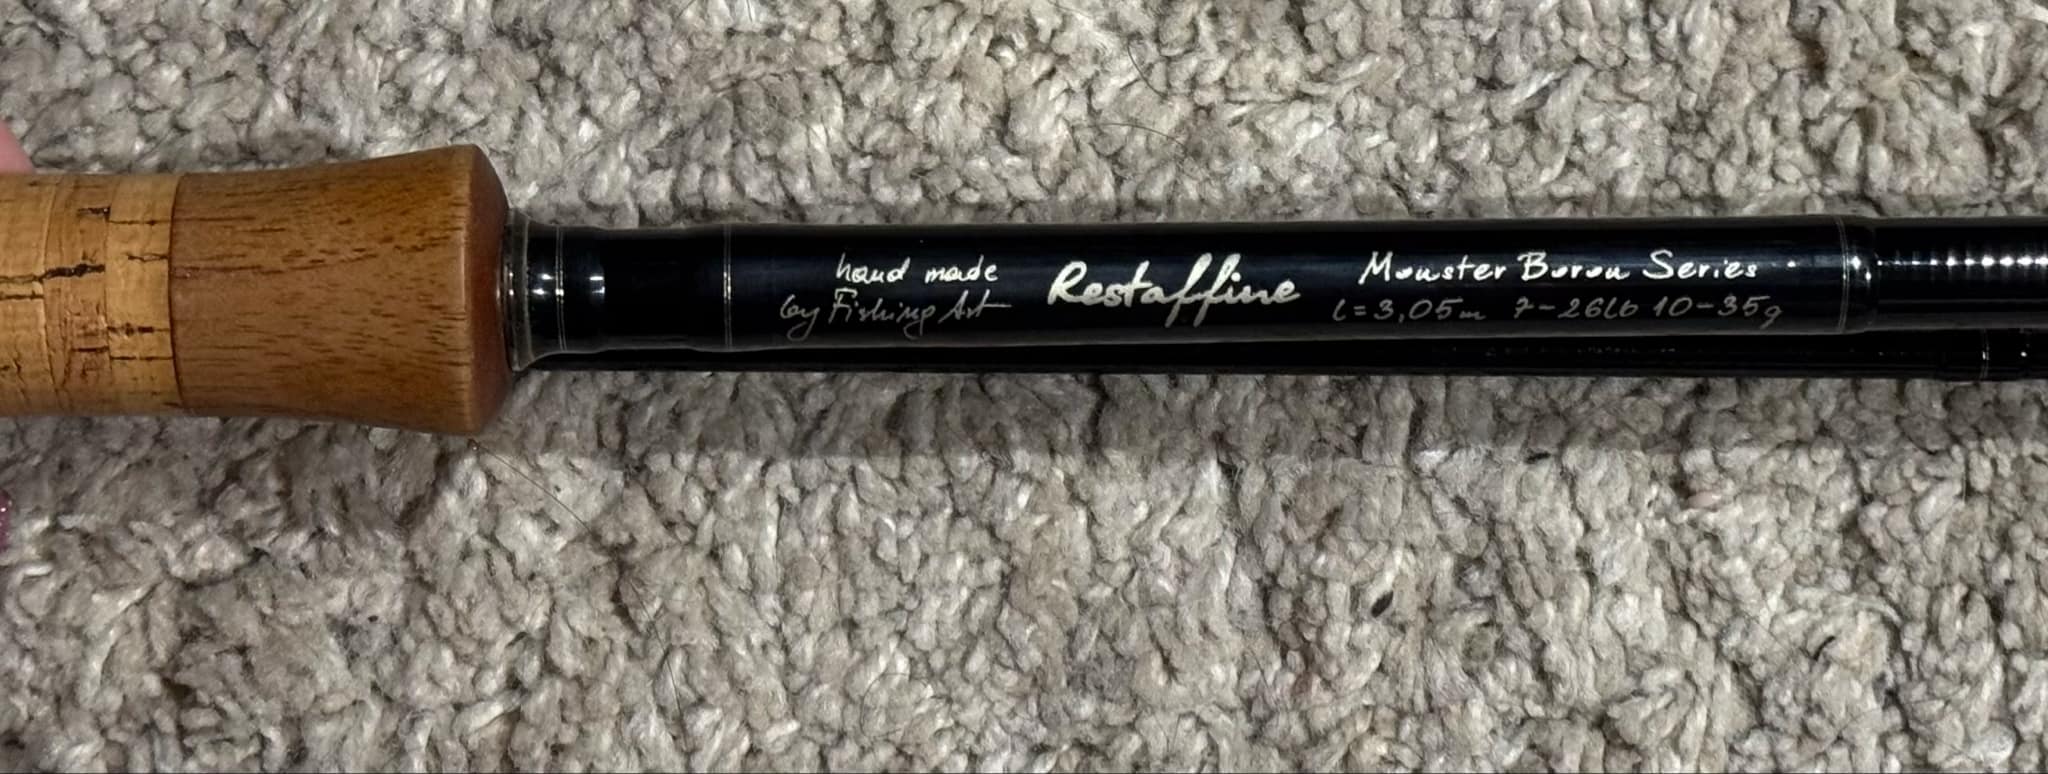 hand made
by Fishing Art
Restaffine
Monster Boron Series
l=3,05m 7-26lb 10-35g